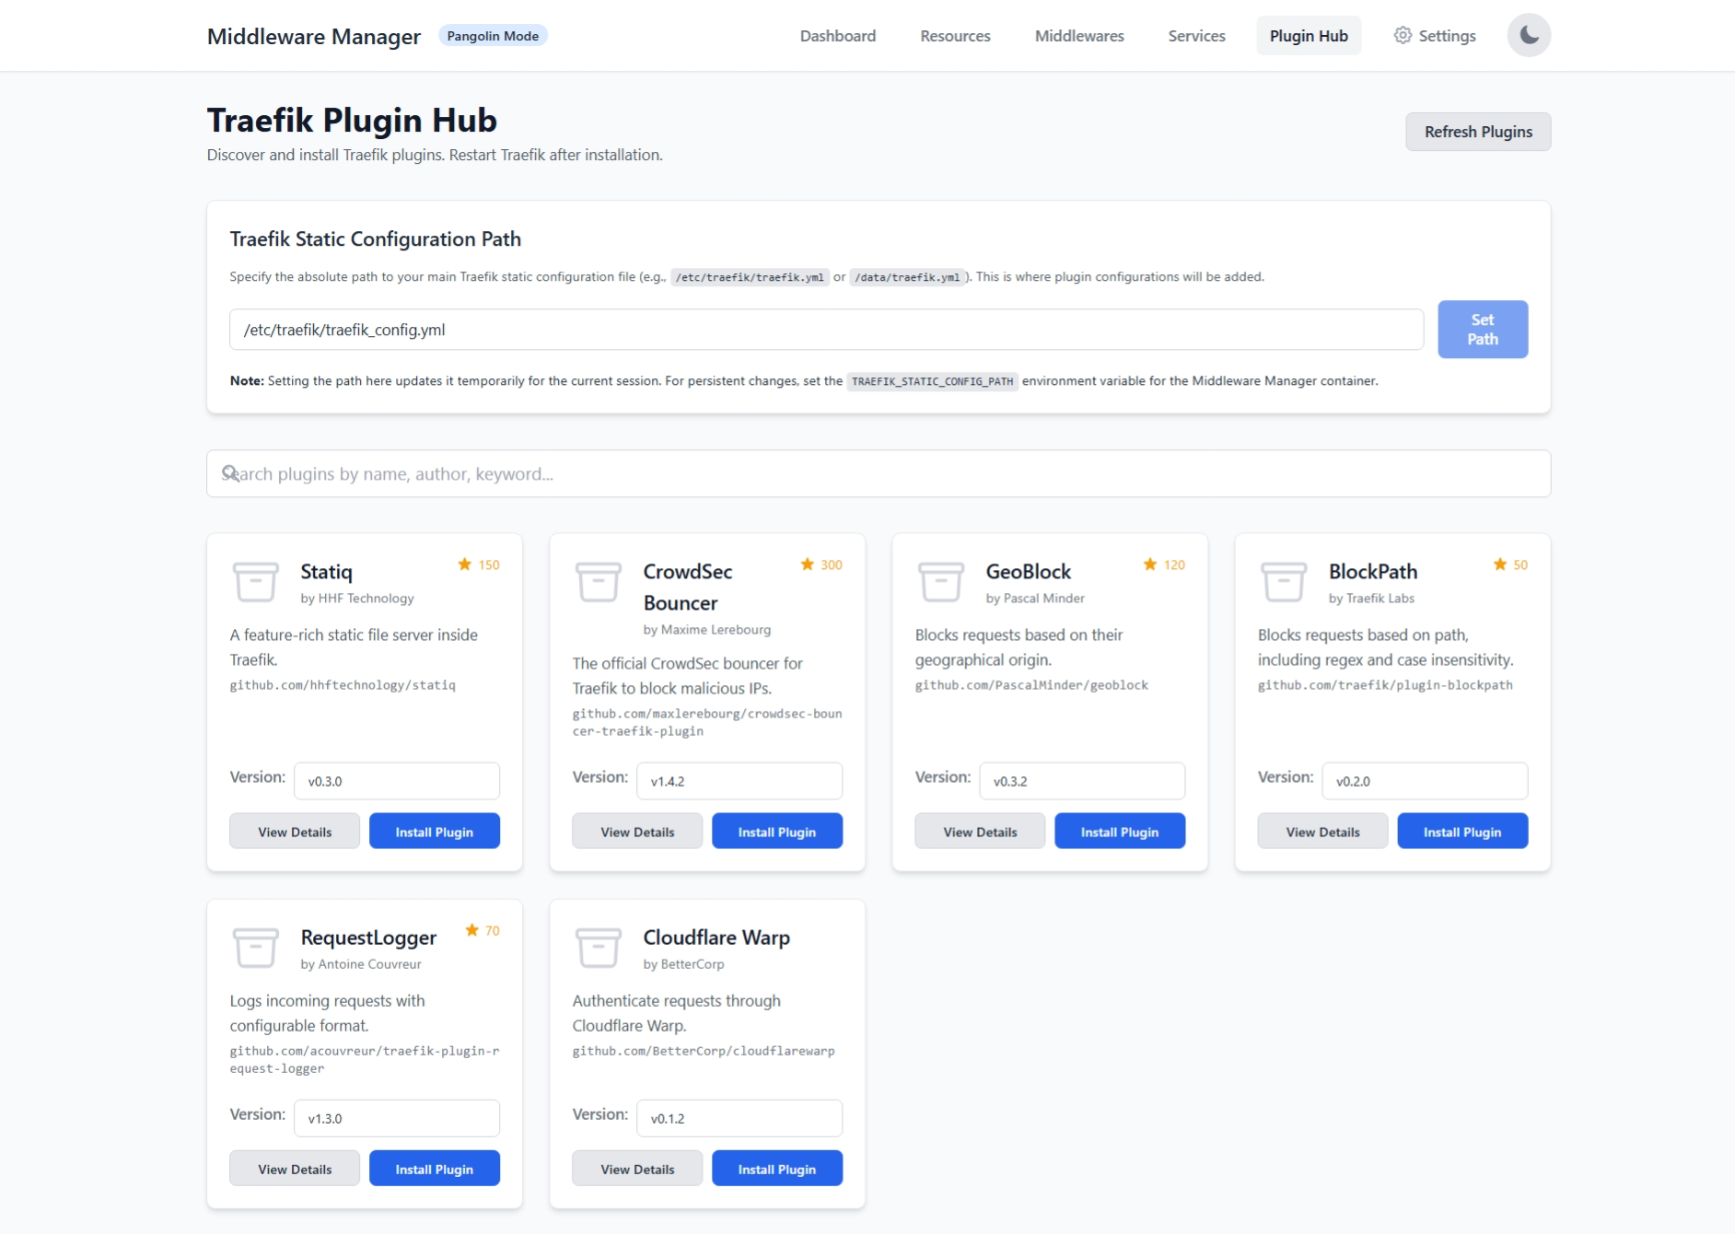 Middleware Manager
Pangolin Mode
Dashboard
Resources
Middlewares
Services
Plugin Hub
Settings
Traefik Plugin Hub
Discover and install Traefik plugins. Restart Traefik after installation.
Refresh Plugins
Traefik Static Configuration Path
Specify the absolute path to your main Traefik static configuration file (e.g., /etc/traefik/traefik.yml or /data/traefik.yml). This is where plugin configurations will be added.
/etc/traefik/traefik_config.yml
Set
Path
Note: Setting the path here updates it temporarily for the current session. For persistent changes, set the TRAEFIK_STATIC_CONFIG_PATH environment variable for the Middleware Manager container.
Search plugins by name, author, keyword...
Statiq
150
by HHF Technology
A feature-rich static file server inside
Traefik.
github.com/hhftechnology/statiq
Version:
v0.3.0
View Details
Install Plugin
CrowdSec
Bouncer
300
by Maxime Lerebourg
The official CrowdSec bouncer for
Traefik to block malicious IPs.
github.com/maxlerebourg/crowdsec-boun
cer-traefik-plugin
Version:
v1.4.2
View Details
Install Plugin
GeoBlock
120
by Pascal Minder
Blocks requests based on their
geographical origin.
github.com/PascalMinder/geoblock
Version:
v0.3.2
View Details
Install Plugin
BlockPath
50
by Traefik Labs
Blocks requests based on path,
including regex and case insensitivity.
github.com/traefik/plugin-blockpath
Version:
v0.2.0
View Details
Install Plugin
RequestLogger
70
by Antoine Couvreur
Logs incoming requests with
configurable format.
github.com/acouvreur/traefik-plugin-r
equest-logger
Version:
v1.3.0
View Details
Install Plugin
Cloudflare Warp
by BetterCorp
Authenticate requests through
Cloudflare Warp.
github.com/BetterCorp/cloudflarewarp
Version:
v0.1.2
View Details
Install Plugin